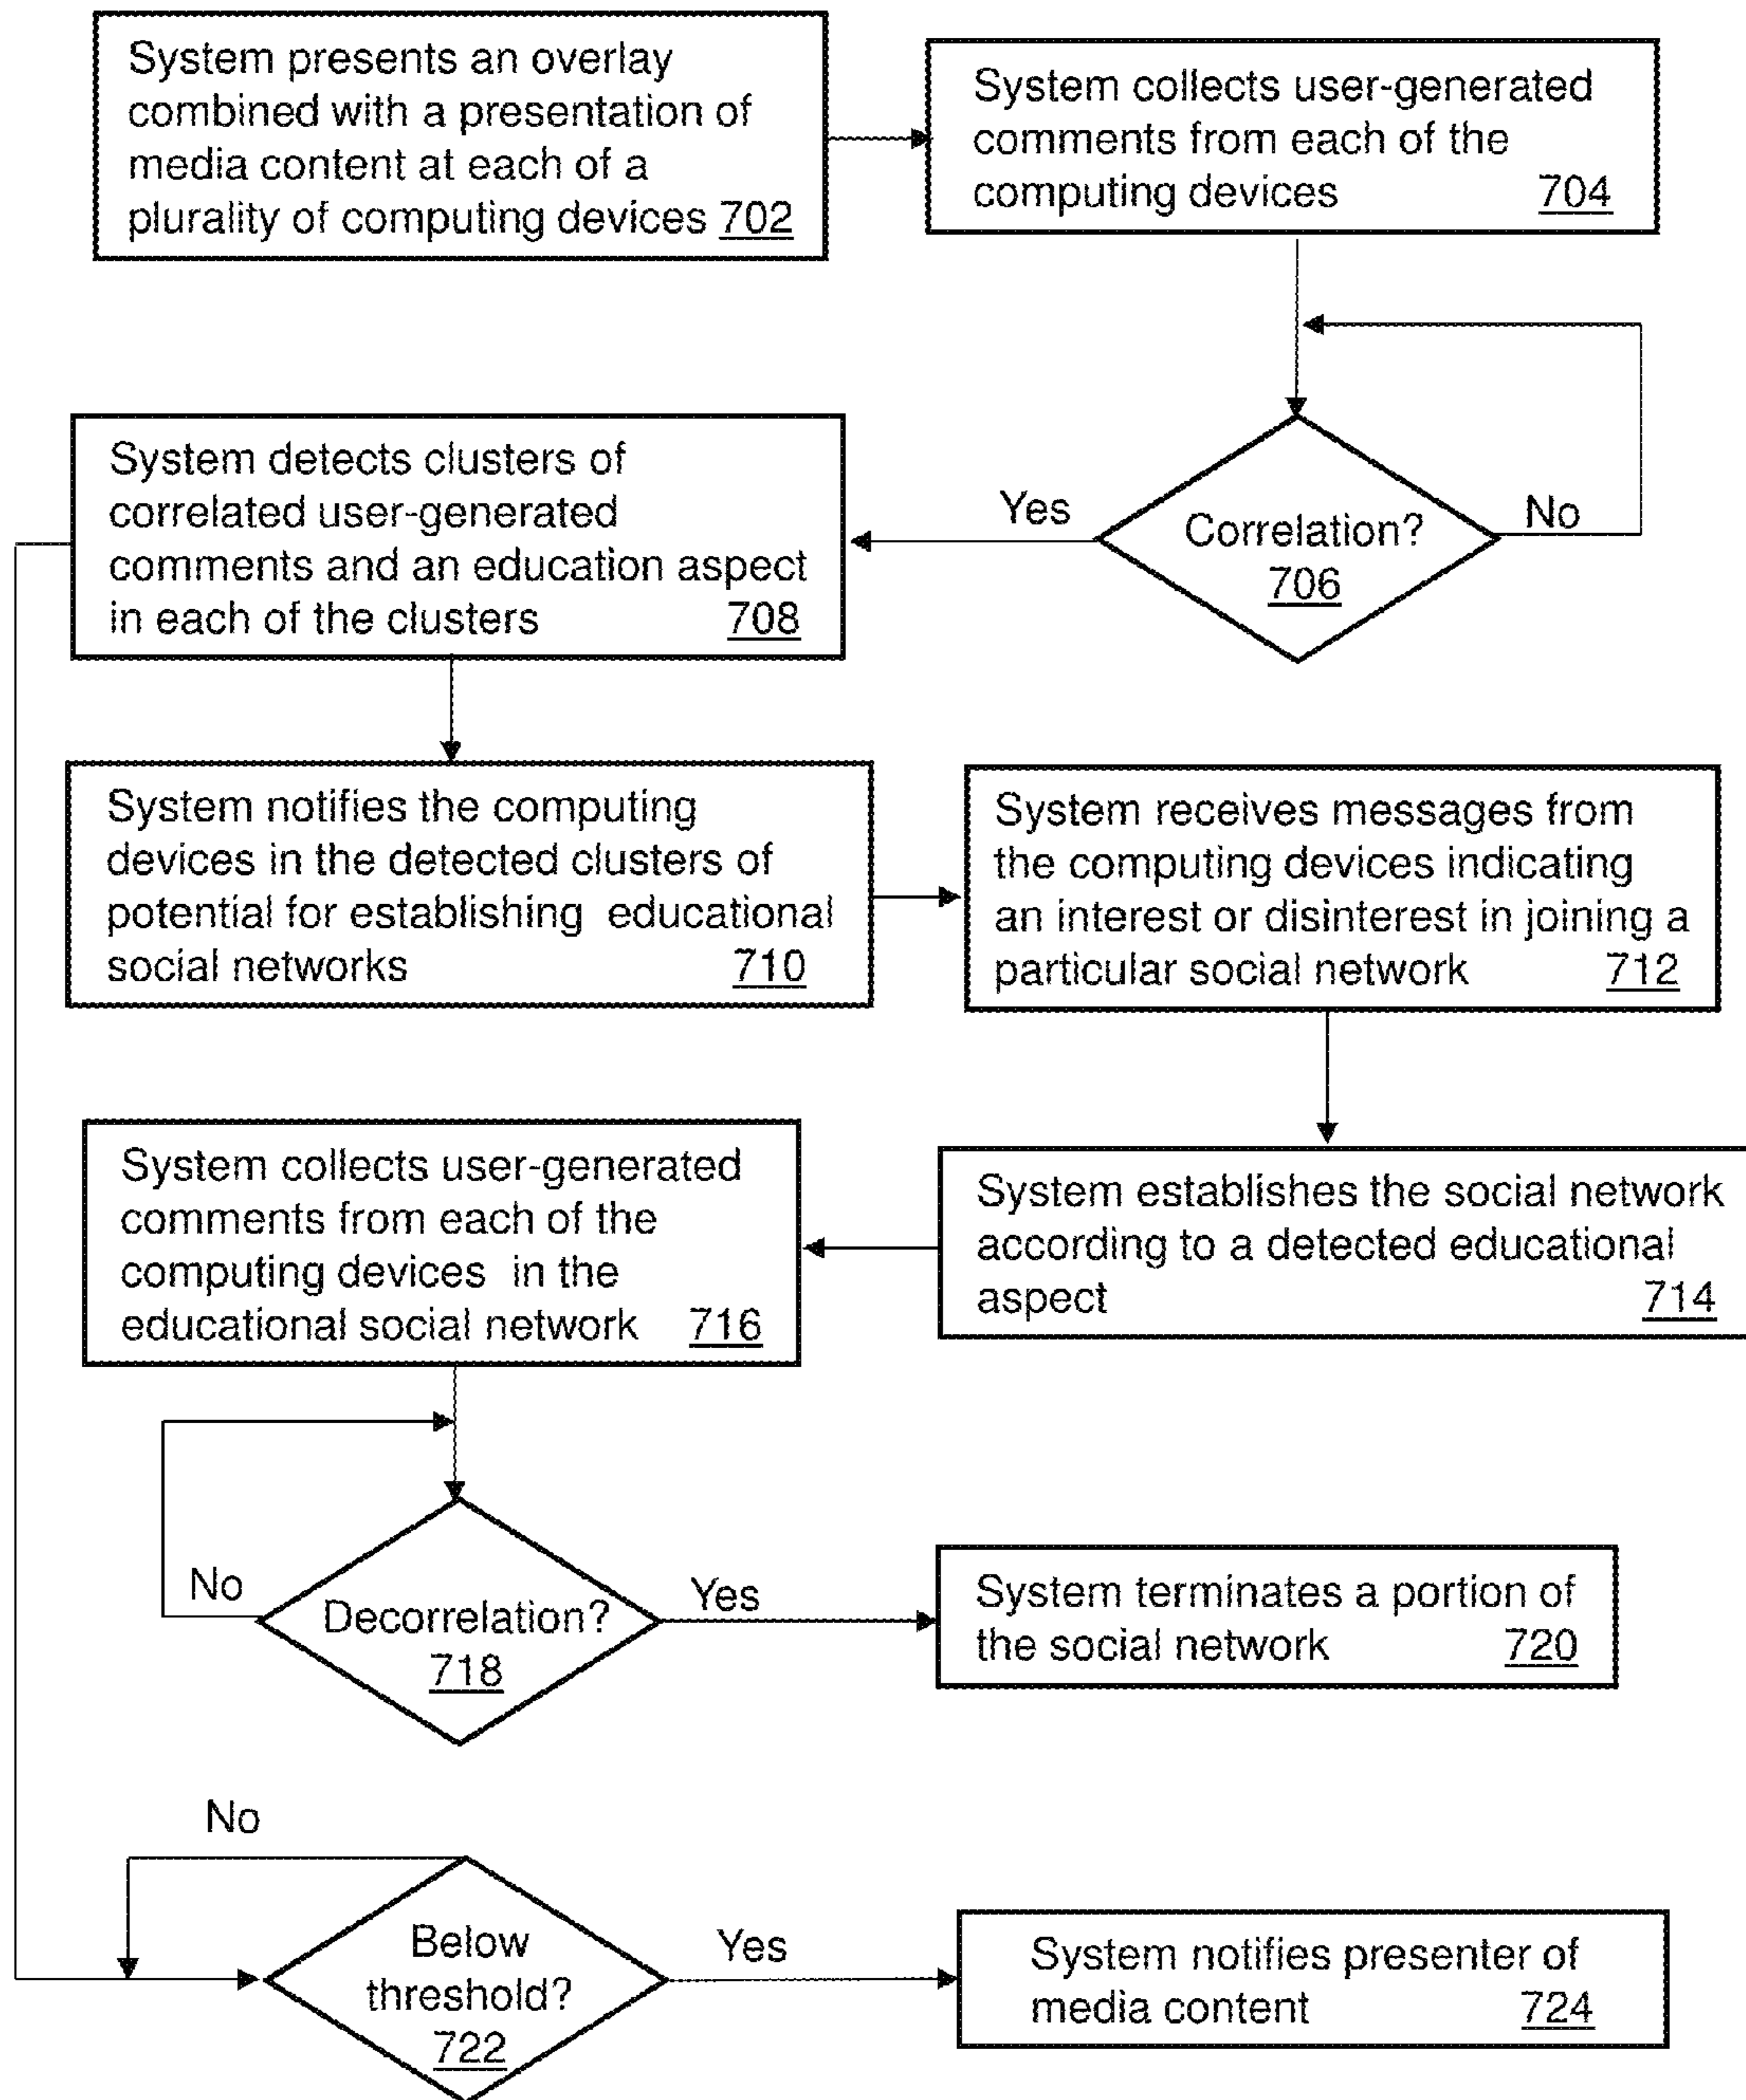 System presents an overlay
combined with a presentation of
media content at each of a
plurality of computing devices 702
System collects user-generated
comments from each of the
computing devices 704
Correlation?
706
Yes
No
System detects clusters of
correlated user-generated
comments and an education aspect
in each of the clusters 708
System notifies the computing
devices in the detected clusters of
potential for establishing educational
social networks 710
System receives messages from
the computing devices indicating
an interest or disinterest in joining a
particular social network 712
System establishes the social network
according to a detected educational
aspect 714
System collects user-generated
comments from each of the
computing devices in the
educational social network 716
Decorrelation?
718
No
Yes
System terminates a portion of
the social network 720
No
Below
threshold?
722
Yes
System notifies presenter of
media content 724